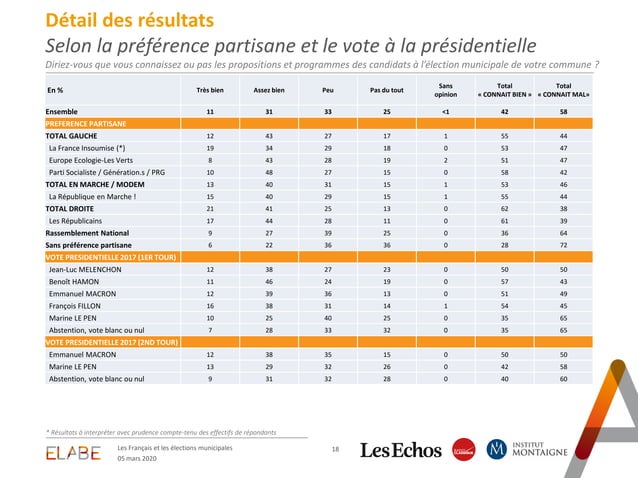 Détail des résultats
Selon la préférence partisane et le vote à la présidentielle
Diriez-vous que vous connaissez ou pas les propositions et programmes des candidats à l'élection municipale de votre commune ?
En % Très bien Assez bien Peu Pas du tout Sans opinion Total « CONNAIT BIEN » Total « CONNAIT MAL»
Ensemble 11 31 33 25 <1 42 58
PREFERENCE PARTISANE
TOTAL GAUCHE 12 43 27 17 1 55 44
La France Insoumise (*) 19 34 29 18 0 53 47
Europe Ecologie-Les Verts 8 43 28 19 2 51 47
Parti Socialiste / Génération.s / PRG 10 48 27 15 0 58 42
TOTAL EN MARCHE / MODEM 13 40 31 15 1 53 46
La République en Marche ! 15 40 29 15 1 55 44
TOTAL DROITE 21 41 25 13 0 62 38
Les Républicains 17 44 28 11 0 61 39
Rassemblement National 9 27 39 25 0 36 64
Sans préférence partisane 6 22 36 36 0 28 72
VOTE PRESIDENTIELLE 2017 (1ER TOUR)
Jean-Luc MELENCHON 12 38 27 23 0 50 50
Benoît HAMON 11 46 24 19 0 57 43
Emmanuel MACRON 12 39 36 13 0 51 49
François FILLON 16 38 31 14 1 54 45
Marine LE PEN 10 25 40 25 0 35 65
Abstention, vote blanc ou nul 7 28 33 32 0 35 65
VOTE PRESIDENTIELLE 2017 (2ND TOUR)
Emmanuel MACRON 12 38 35 15 0 50 50
Marine LE PEN 13 29 32 26 0 42 58
Abstention, vote blanc ou nul 9 31 32 28 0 40 60
* Résultats à interpréter avec prudence compte-tenu des effectifs de répondants
ELABE
Les Français et les élections municipales
05 mars 2020
18
Les Echos
RADIO CLASSIQUE
INSTITUT MONTAIGNE